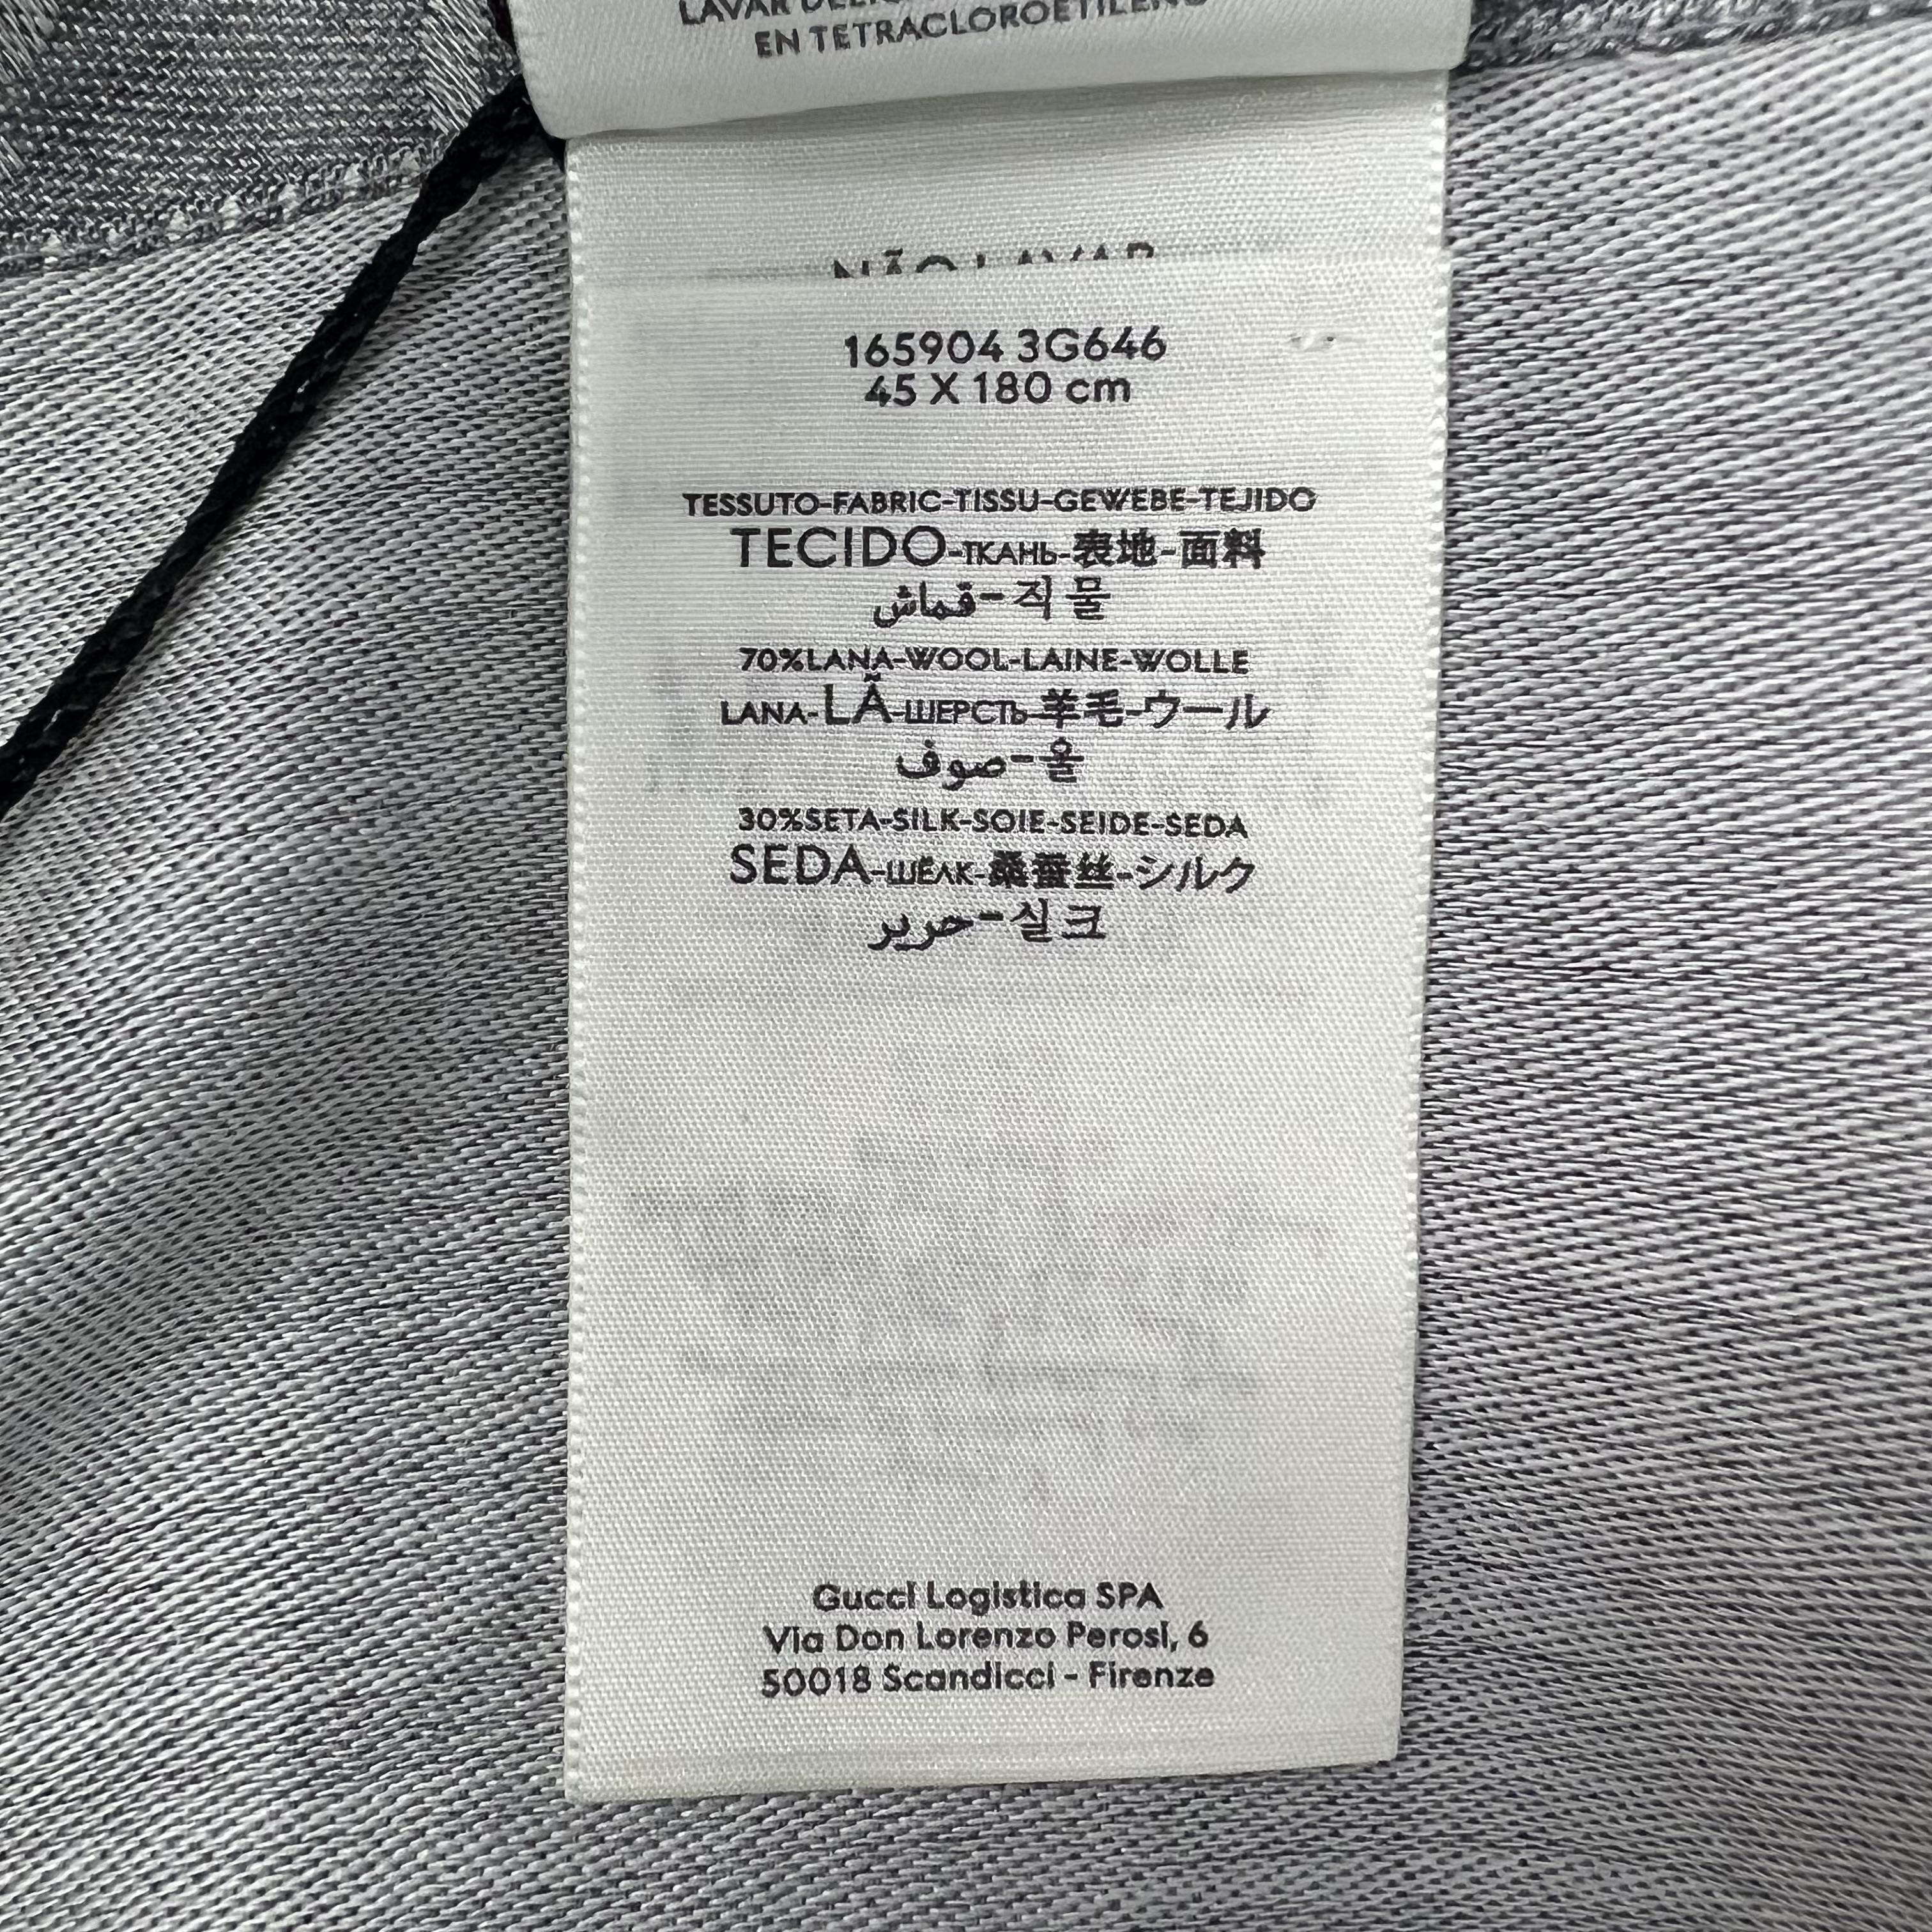 EN TETRACLOROETILENO
NÃO LAVAR
165904 3G646
45 X 180 cm
TESSUTO-FABRIC-TISSU-GEWEBE-TEJIDO
TECIDO-ТКАНЬ-表地-面料
قماش-직물
70%LANA-WOOL-LAINE-WOLLE
LANA-LÃ-ШЕРСТЬ-羊毛-ウール
صوف-울
30%SETA-SILK-SOIE-SEIDE-SEDA
SEDA-ШЁЛК-桑蚕丝-シルク
حرير-실크
Gucci Logistica SPA
Via Don Lorenzo Perosi, 6
50018 Scandicci - Firenze